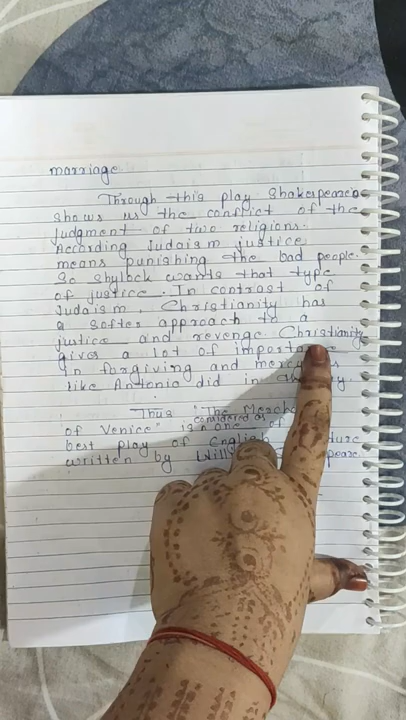 marriage
Through this play Shakespeare
shows us the conflict of the
judgment of two religions.
According Judaism justice
means punishing the bad people.
So Shylock wants that type
of justice. In contrast of
Judaism, Christianity has
a softer approach to a
justice and revenge Christianity
gives a lot of
in forgiving and
like Antonio did in
Thus "The
considered as
of Venice" is one of
best play of English
written by